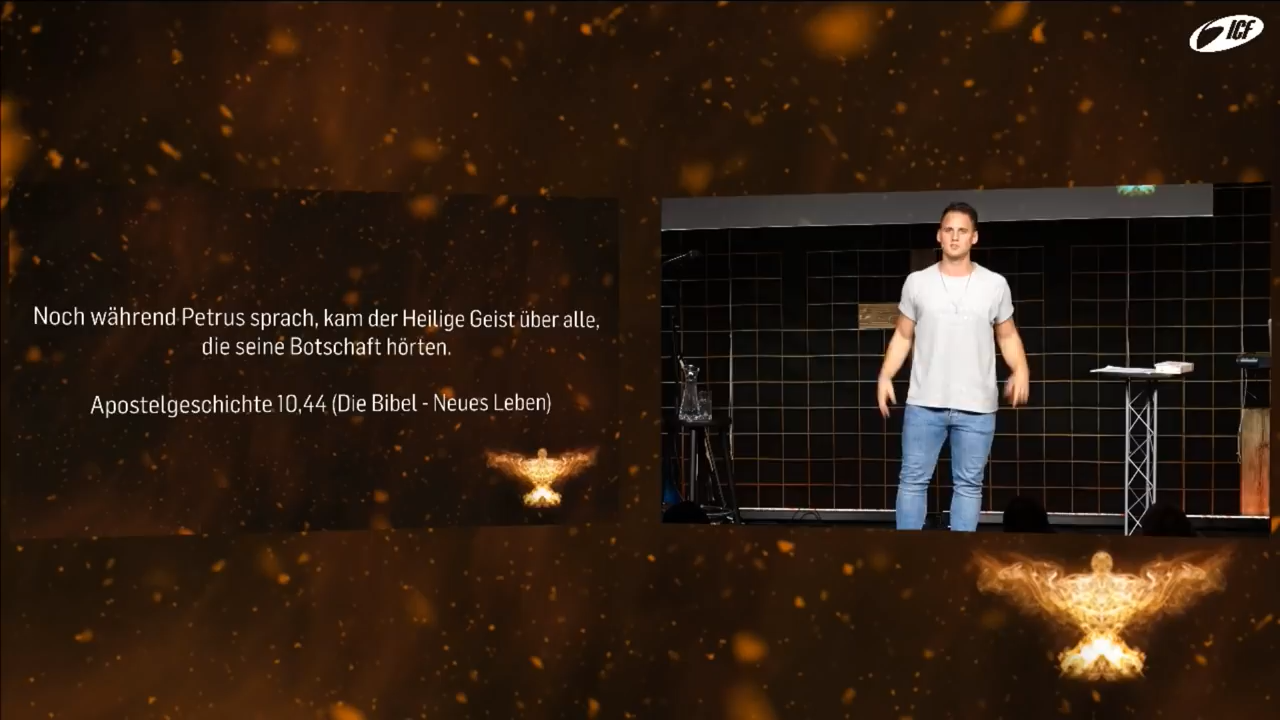 ICF
Noch während Petrus sprach, kam der Heilige Geist über alle,
die seine Botschaft hörten.
Apostelgeschichte 10,44 (Die Bibel - Neues Leben)